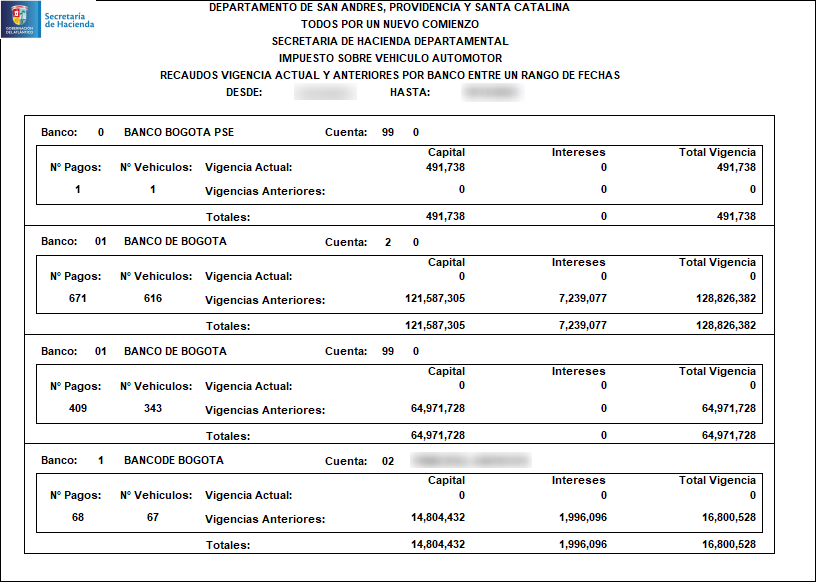 GOBERNACIÓN
DEL ATLÁNTICO
Secretaría
de Hacienda
DEPARTAMENTO DE SAN ANDRES, PROVIDENCIA Y SANTA CATALINA
TODOS POR UN NUEVO COMIENZO
SECRETARIA DE HACIENDA DEPARTAMENTAL
IMPUESTO SOBRE VEHICULO AUTOMOTOR
RECAUDOS VIGENCIA ACTUAL Y ANTERIORES POR BANCO ENTRE UN RANGO DE FECHAS
DESDE: HASTA:
Banco: 0 BANCO BOGOTA PSE Cuenta: 99 0
Capital Intereses Total Vigencia
N° Pagos: N° Vehiculos: Vigencia Actual: 491,738 0 491,738
1 1 Vigencias Anteriores: 0 0 0
Totales: 491,738 0 491,738
Banco: 01 BANCO DE BOGOTA Cuenta: 2 0
Capital Intereses Total Vigencia
N° Pagos: N° Vehiculos: Vigencia Actual: 0 0 0
671 616 Vigencias Anteriores: 121,587,305 7,239,077 128,826,382
Totales: 121,587,305 7,239,077 128,826,382
Banco: 01 BANCO DE BOGOTA Cuenta: 99 0
Capital Intereses Total Vigencia
N° Pagos: N° Vehiculos: Vigencia Actual: 0 0 0
409 343 Vigencias Anteriores: 64,971,728 0 64,971,728
Totales: 64,971,728 0 64,971,728
Banco: 1 BANCODE BOGOTA Cuenta: 02
Capital Intereses Total Vigencia
N° Pagos: N° Vehiculos: Vigencia Actual: 0 0 0
68 67 Vigencias Anteriores: 14,804,432 1,996,096 16,800,528
Totales: 14,804,432 1,996,096 16,800,528